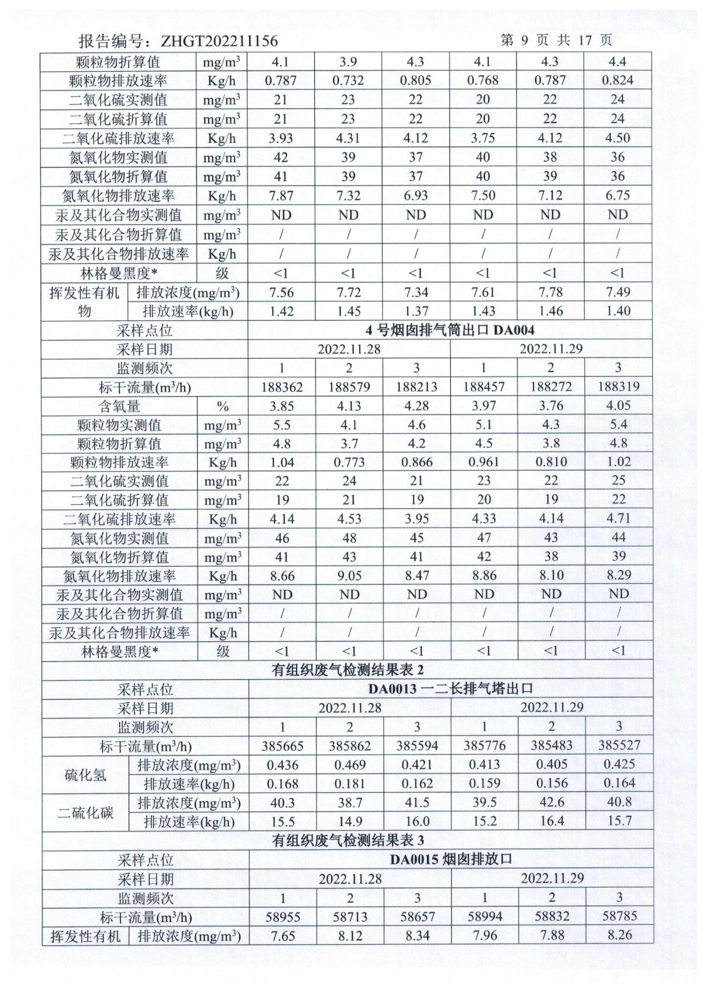 报告编号：ZHGT202211156 第 9 页 共 17 页
颗粒物折算值 mg/m³ 4.1 3.9 4.3 4.1 4.3 4.4
颗粒物排放速率 Kg/h 0.787 0.732 0.805 0.768 0.787 0.824
二氧化硫实测值 mg/m³ 21 23 22 20 22 24
二氧化硫折算值 mg/m³ 21 23 22 20 22 24
二氧化硫排放速率 Kg/h 3.93 4.31 4.12 3.75 4.12 4.50
氮氧化物实测值 mg/m³ 42 39 37 40 38 36
氮氧化物折算值 mg/m³ 41 39 37 40 39 36
氮氧化物排放速率 Kg/h 7.87 7.32 6.93 7.50 7.12 6.75
汞及其化合物实测值 mg/m³ ND ND ND ND ND ND
汞及其化合物折算值 mg/m³ / / / / / /
汞及其化合物排放速率 Kg/h / / / / / /
林格曼黑度* 级 <1 <1 <1 <1 <1 <1
挥发性有机物 排放浓度(mg/m³) 7.56 7.72 7.34 7.61 7.78 7.49
排放速率(kg/h) 1.42 1.45 1.37 1.43 1.46 1.40
采样点位 4 号烟囱排气筒出口 DA004
采样日期 2022.11.28 2022.11.29
监测频次 1 2 3 1 2 3
标干流量(m³/h) 188362 188579 188213 188457 188272 188319
含氧量 % 3.85 4.13 4.28 3.97 3.76 4.05
颗粒物实测值 mg/m³ 5.5 4.1 4.6 5.1 4.3 5.4
颗粒物折算值 mg/m³ 4.8 3.7 4.2 4.5 3.8 4.8
颗粒物排放速率 Kg/h 1.04 0.773 0.866 0.961 0.810 1.02
二氧化硫实测值 mg/m³ 22 24 21 23 22 25
二氧化硫折算值 mg/m³ 19 21 19 20 19 22
二氧化硫排放速率 Kg/h 4.14 4.53 3.95 4.33 4.14 4.71
氮氧化物实测值 mg/m³ 46 48 45 47 43 44
氮氧化物折算值 mg/m³ 41 43 41 42 38 39
氮氧化物排放速率 Kg/h 8.66 9.05 8.47 8.86 8.10 8.29
汞及其化合物实测值 mg/m³ ND ND ND ND ND ND
汞及其化合物折算值 mg/m³ / / / / / /
汞及其化合物排放速率 Kg/h / / / / / /
林格曼黑度* 级 <1 <1 <1 <1 <1 <1
有组织废气检测结果表 2
采样点位 DA0013 一二长排气塔出口
采样日期 2022.11.28 2022.11.29
监测频次 1 2 3 1 2 3
标干流量(m³/h) 385665 385862 385594 385776 385483 385527
硫化氢 排放浓度(mg/m³) 0.436 0.469 0.421 0.413 0.405 0.425
排放速率(kg/h) 0.168 0.181 0.162 0.159 0.156 0.164
二硫化碳 排放浓度(mg/m³) 40.3 38.7 41.5 39.5 42.6 40.8
排放速率(kg/h) 15.5 14.9 16.0 15.2 16.4 15.7
有组织废气检测结果表 3
采样点位 DA0015 烟囱排放口
采样日期 2022.11.28 2022.11.29
监测频次 1 2 3 1 2 3
标干流量(m³/h) 58955 58713 58657 58994 58832 58785
挥发性有机 排放浓度(mg/m³) 7.65 8.12 8.34 7.96 7.88 8.26